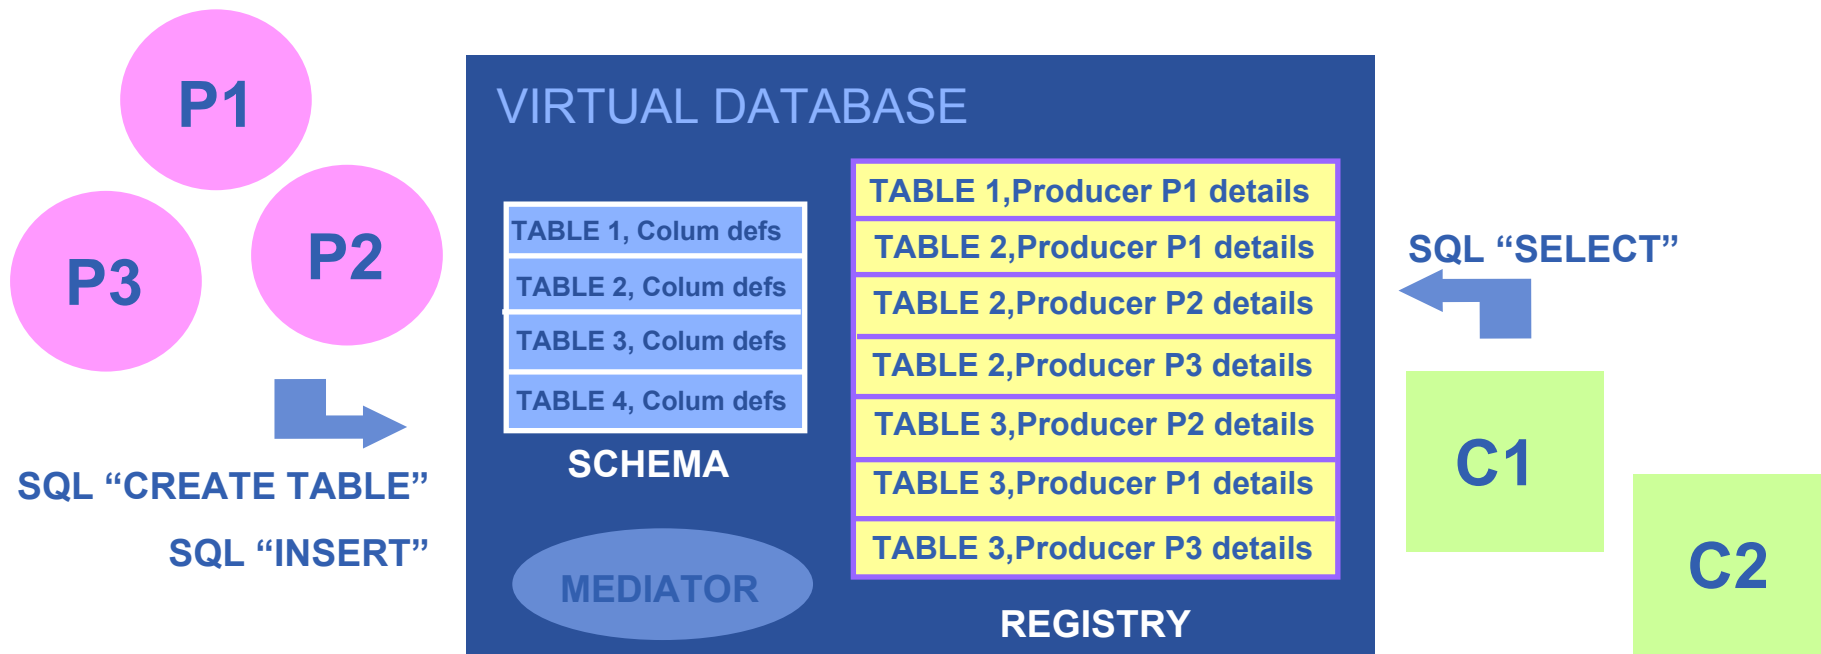 P1
P2
P3
SQL “CREATE TABLE”
SQL “INSERT”
VIRTUAL DATABASE
TABLE 1, Colum defs
TABLE 2, Colum defs
TABLE 3, Colum defs
TABLE 4, Colum defs
SCHEMA
MEDIATOR
TABLE 1,Producer P1 details
TABLE 2,Producer P1 details
TABLE 2,Producer P2 details
TABLE 2,Producer P3 details
TABLE 3,Producer P2 details
TABLE 3,Producer P1 details
TABLE 3,Producer P3 details
REGISTRY
SQL “SELECT”
C1
C2